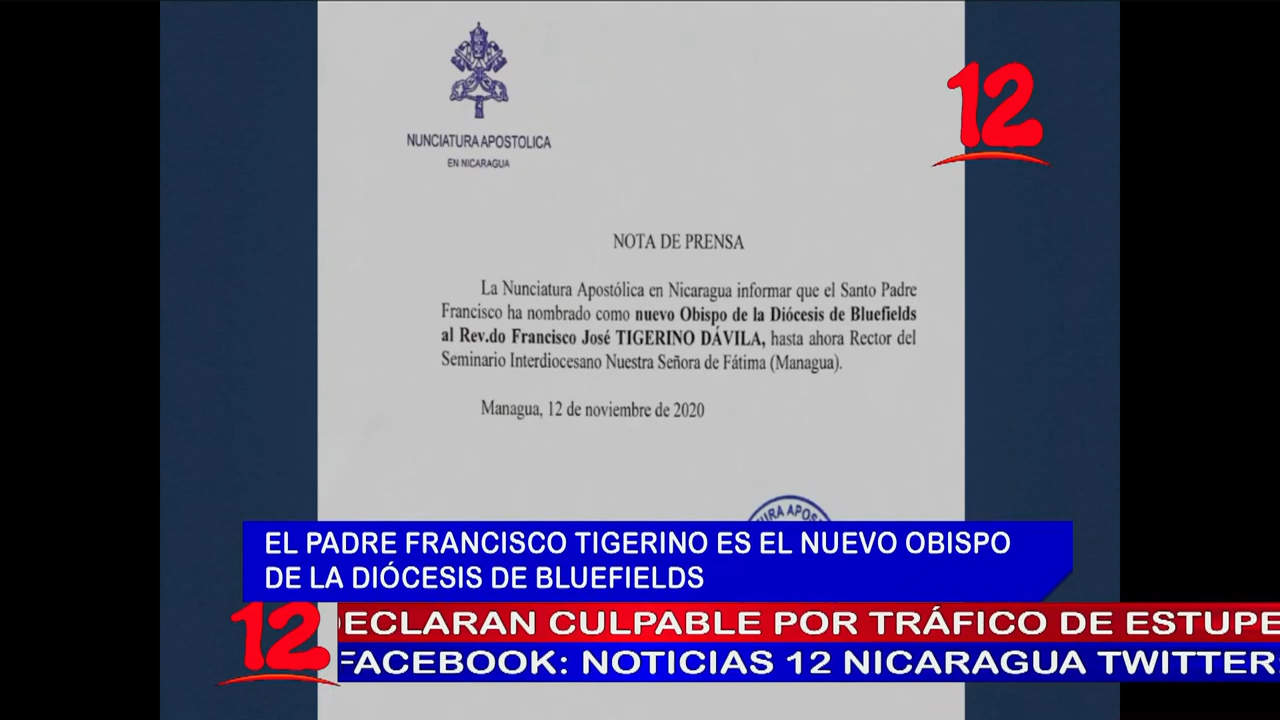 NUNCIATURA APOSTOLICA
EN NICARAGUA
12
NOTA DE PRENSA
La Nunciatura Apostólica en Nicaragua informar que el Santo Padre
Francisco ha nombrado como nuevo Obispo de la Diócesis de Bluefields
al Rev.do Francisco José TIGERINO DÁVILA, hasta ahora Rector del
Seminario Interdiocesano Nuestra Señora de Fátima (Managua).
Managua, 12 de noviembre de 2020
EL PADRE FRANCISCO TIGERINO ES EL NUEVO OBISPO
DE LA DIÓCESIS DE BLUEFIELDS
12
ECLARAN CULPABLE POR TRÁFICO DE ESTUPE
FACEBOOK: NOTICIAS 12 NICARAGUA TWITTER: